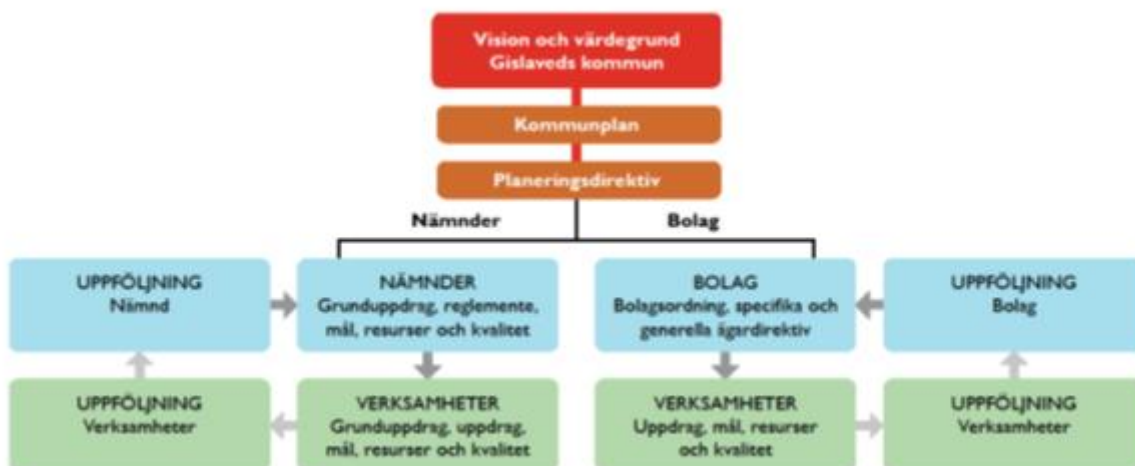 Vision och värdegrund
Gislaveds kommun
Kommunplan
Planeringsdirektiv
Nämnder
Bolag
UPPFÖLJNING
Nämnd
NÄMNDER
Grunduppdrag, reglemente,
mål, resurser och kvalitet
BOLAG
Bolagsordning, specifika och
generella ägardirektiv
UPPFÖLJNING
Bolag
UPPFÖLJNING
Verksamheter
VERKSAMHETER
Grunduppdrag, uppdrag,
mål, resurser och kvalitet
VERKSAMHETER
Uppdrag, mål, resurser
och kvalitet
UPPFÖLJNING
Verksamheter